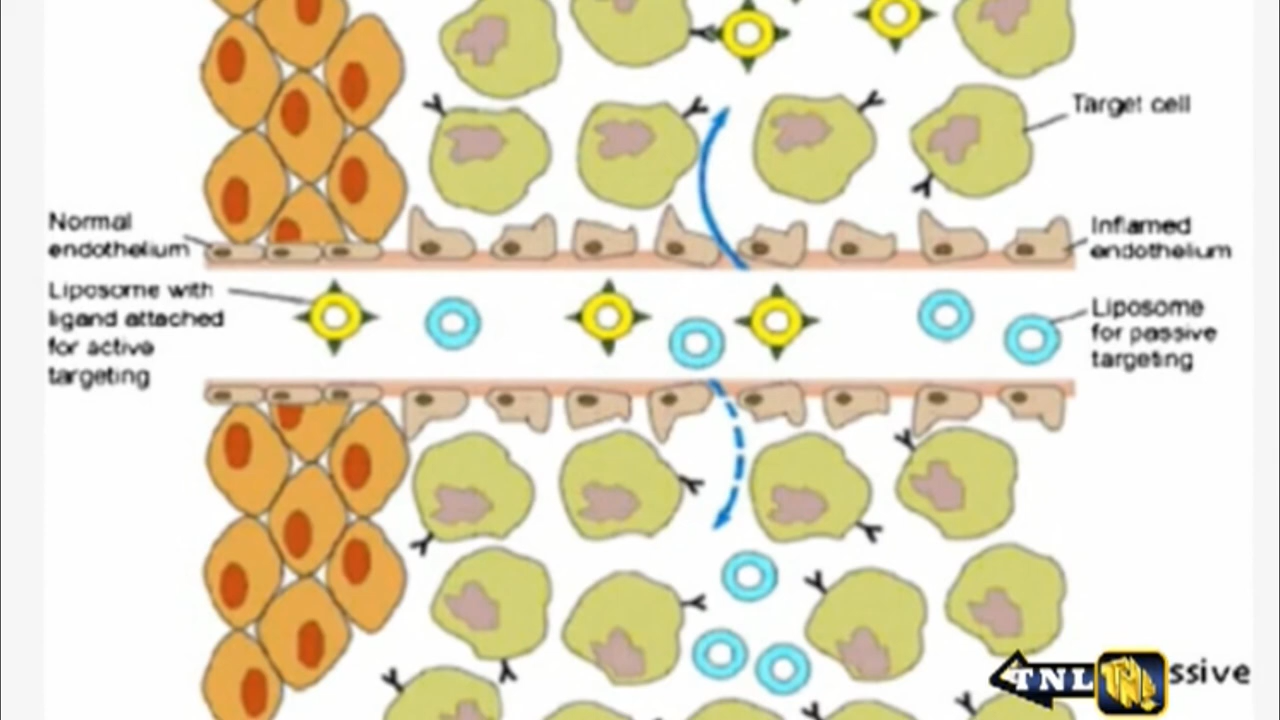 Target cell
Normal
endothelium
Inflamed
endothelium
Liposome with
ligand attached
for active
targeting
Liposome
for passive
targeting
TNL TNL ssive